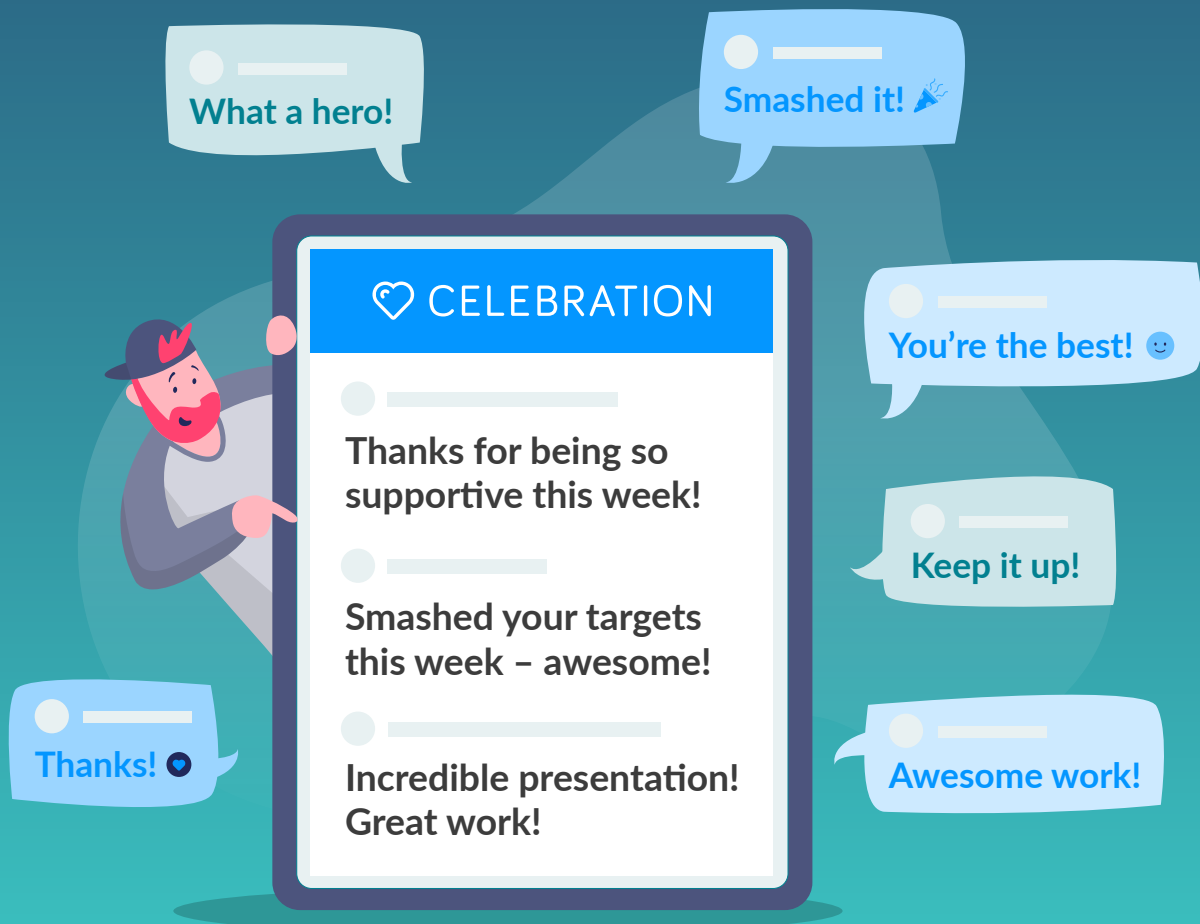 What a hero!
Smashed it!
CELEBRATION
You’re the best!
Thanks for being so
supportive this week!
Keep it up!
Smashed your targets
this week – awesome!
Thanks!
Incredible presentation!
Great work!
Awesome work!